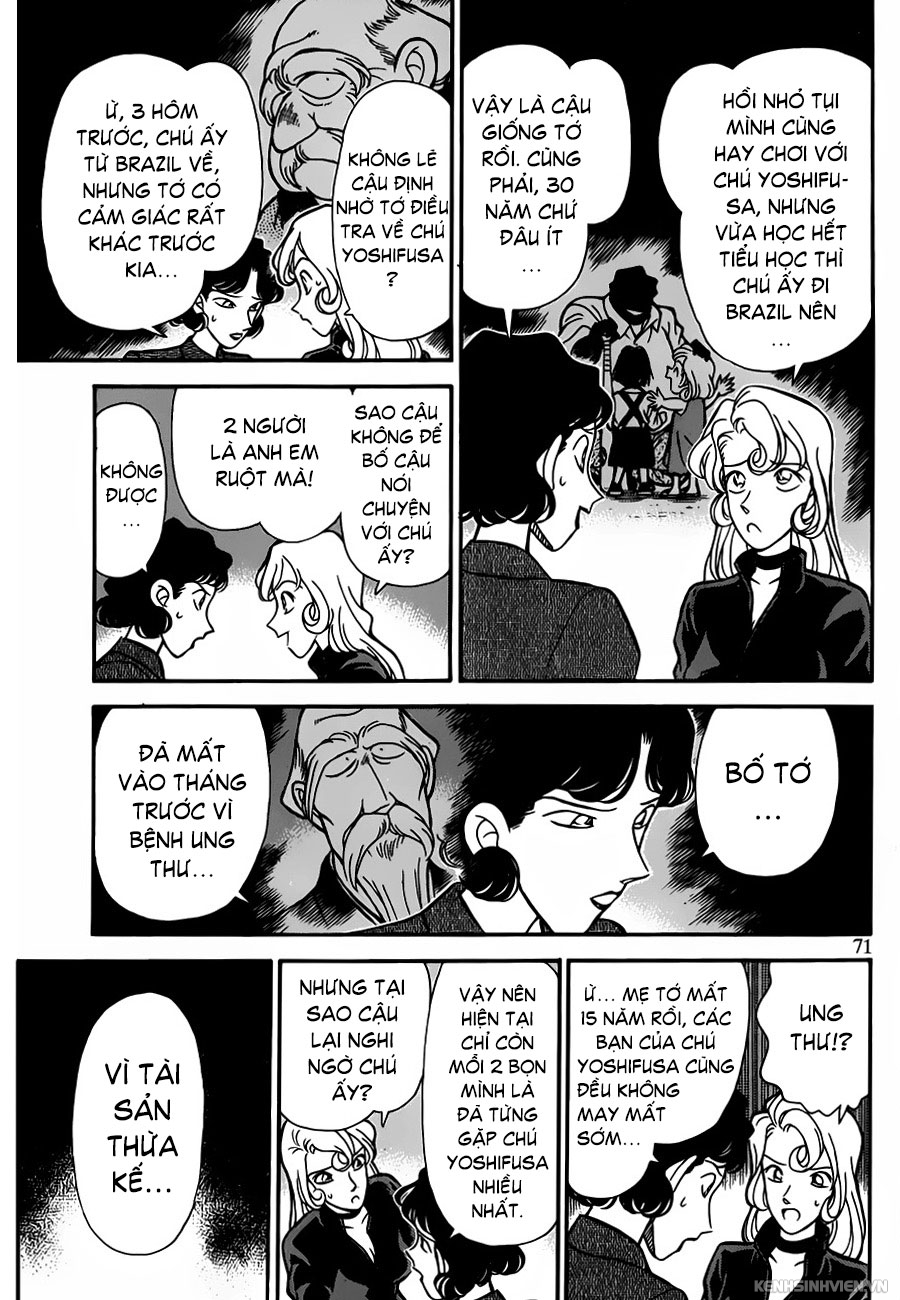 HỒI NHỎ TỤI
MÌNH CŨNG
HAY CHƠI VỚI
CHÚ YOSHIFU-
SA, NHƯNG
VỪA HỌC HẾT
TIỂU HỌC THÌ
CHÚ ẤY ĐI
BRAZIL NÊN
...
VẬY LÀ CẬU
GIỐNG TỚ
RỒI. CŨNG
PHẢI, 30
NĂM CHỨ
ĐÂU ÍT
...
KHÔNG LẼ
CẬU ĐỊNH
NHỜ TỚ ĐIỀU
TRA VỀ CHÚ
YOSHIFUSA
?
Ừ, 3 HÔM
TRƯỚC, CHÚ ẤY
TỪ BRAZIL VỀ,
NHƯNG TỚ CÓ
CẢM GIÁC RẤT
KHÁC TRƯỚC
KIA...
SAO CẬU
KHÔNG ĐỂ
BỐ CẬU
NÓI
CHUYỆN
VỚI CHÚ
ẤY?
2 NGƯỜI
LÀ ANH EM
RUỘT MÀ!
KHÔNG
ĐƯỢC
...
BỐ TỚ
...
ĐÃ MẤT
VÀO THÁNG
TRƯỚC VÌ
BỆNH UNG
THƯ...
71
UNG
THƯ!?
Ừ... MẸ TỚ MẤT
15 NĂM RỒI, CÁC
BẠN CỦA CHÚ
YOSHIFUSA CŨNG
ĐỀU KHÔNG
MAY MẤT
SỚM...
VẬY NÊN
HIỆN TẠI
CHỈ CÒN
MỖI 2 BỌN
MÌNH LÀ
ĐÃ TỪNG
GẶP CHÚ
YOSHIFUSA
NHIỀU
NHẤT.
NHƯNG TẠI
SAO CẬU
LẠI NGHI
NGỜ CHÚ
ẤY?
VÌ TÀI
SẢN
THỪA
KẾ...
KENHSINHVIEN.VN